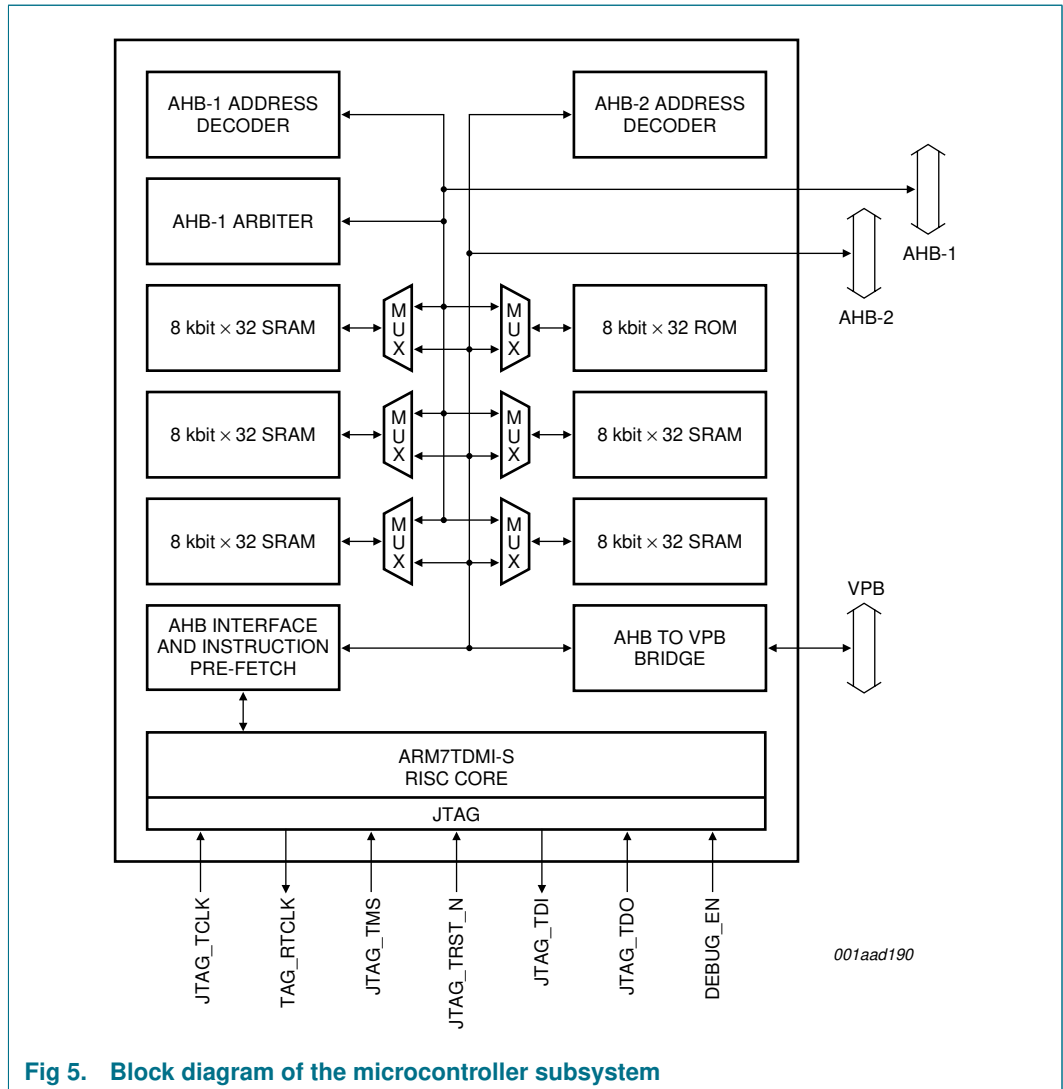 AHB-1 ADDRESS
DECODER
AHB-2 ADDRESS
DECODER
AHB-1 ARBITER
AHB-1
AHB-2
8 kbit × 32 SRAM
MUX
MUX
8 kbit × 32 ROM
8 kbit × 32 SRAM
MUX
MUX
8 kbit × 32 SRAM
8 kbit × 32 SRAM
MUX
MUX
8 kbit × 32 SRAM
VPB
AHB INTERFACE
AND INSTRUCTION
PRE-FETCH
AHB TO VPB
BRIDGE
ARM7TDMI-S
RISC CORE
JTAG
JTAG_TCLK
TAG_RTCLK
JTAG_TMS
JTAG_TRST_N
JTAG_TDI
JTAG_TDO
DEBUG_EN
001aad190
Fig 5. Block diagram of the microcontroller subsystem